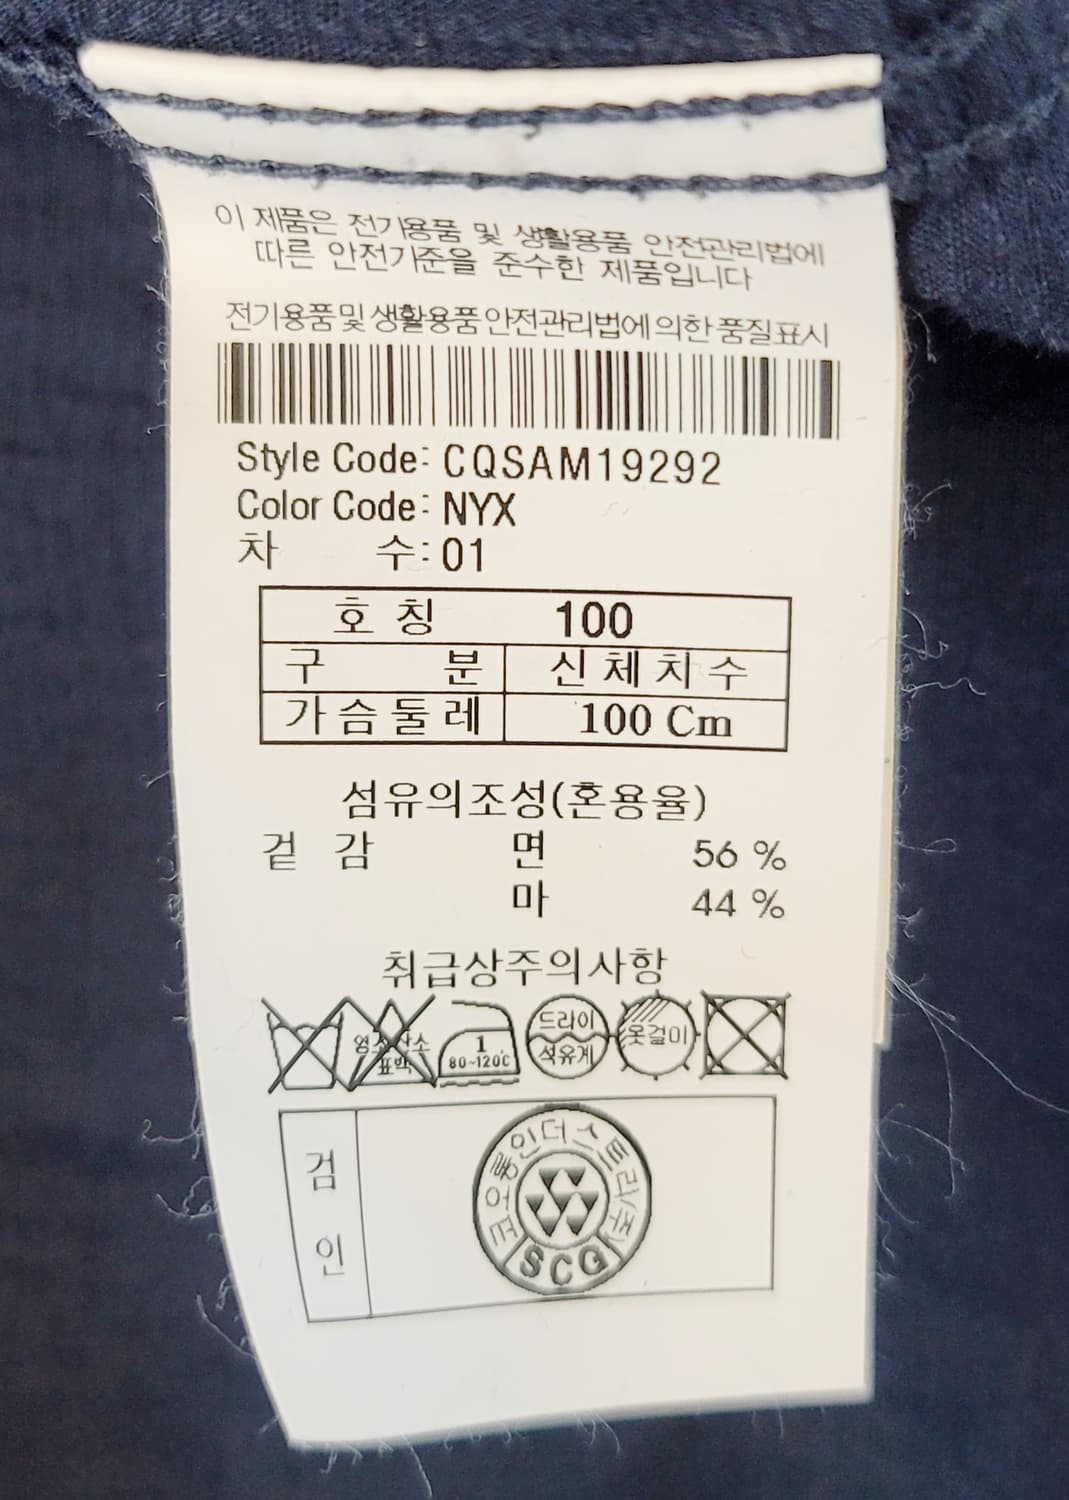 이 제품은 전기용품 및 생활용품 안전관리법에
따른 안전기준을 준수한 제품입니다
전기용품및생활용품안전관리법에의한품질표시
Style Code: CQSAM19292
Color Code: NYX
차 수: 01
호 칭 100
구 분 신 체 치 수
가 슴 둘 레 100 Cm
섬유의조성(혼용율)
겉 감 면 56 %
마 44 %
취급상주의사항
염소산소
표백
1
80~120C
드라이
석유계
옷걸이
검
인
코오롱인더스트리/주
SCG